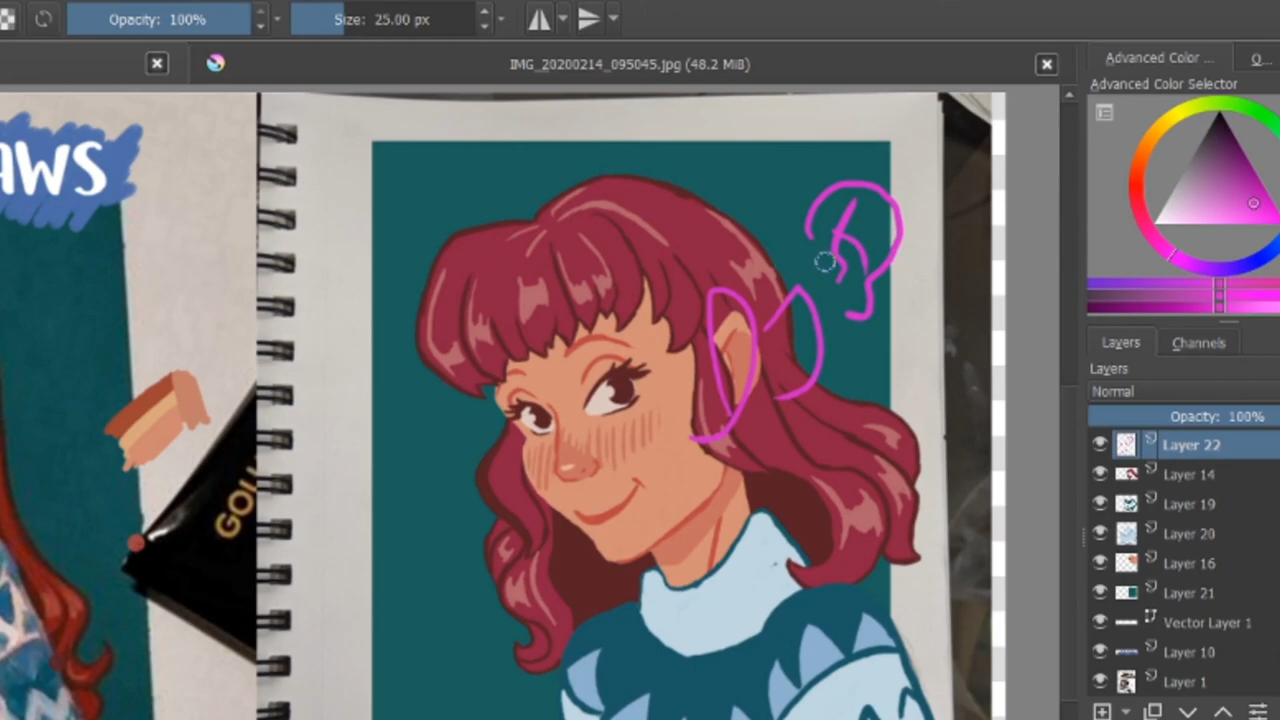 Opacity: 100%
Size: 25.00 px
IMG_20200214_095045.jpg (48.2 MiB)
Advanced Color ...
Advanced Color Selector
AWS
GOL
Layers
Channels
Layers
Normal
Opacity: 100%
Layer 22
Layer 14
Layer 19
Layer 20
Layer 16
Layer 21
Vector Layer 1
Layer 10
Layer 1